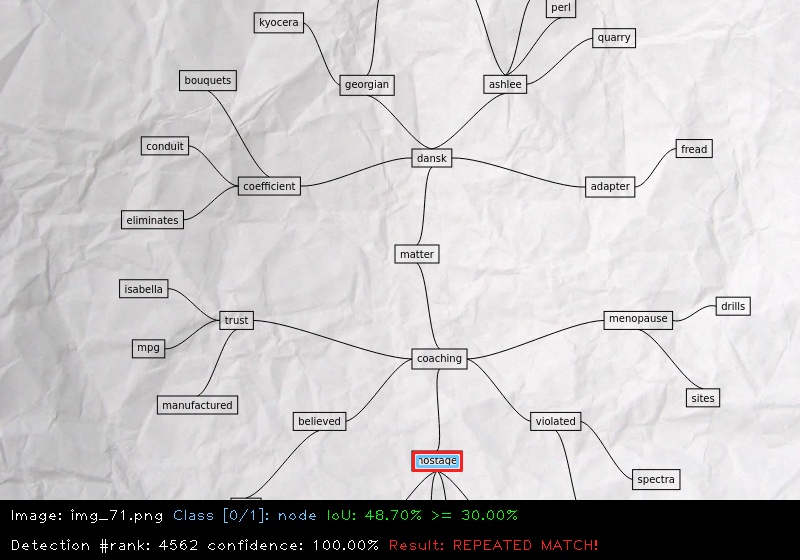 perl
kyocera
quarry
bouquets
georgian
ashlee
conduit
dansk
fread
coefficient
adapter
eliminates
matter
isabella
drills
trust
menopause
mpg
coaching
manufactured
sites
believed
violated
hostage
spectra
Image: img_71.png Class [0/1]: node IoU: 48.70% >= 30.00%
Detection #rank: 4562 confidence: 100.00% Result: REPEATED MATCH!